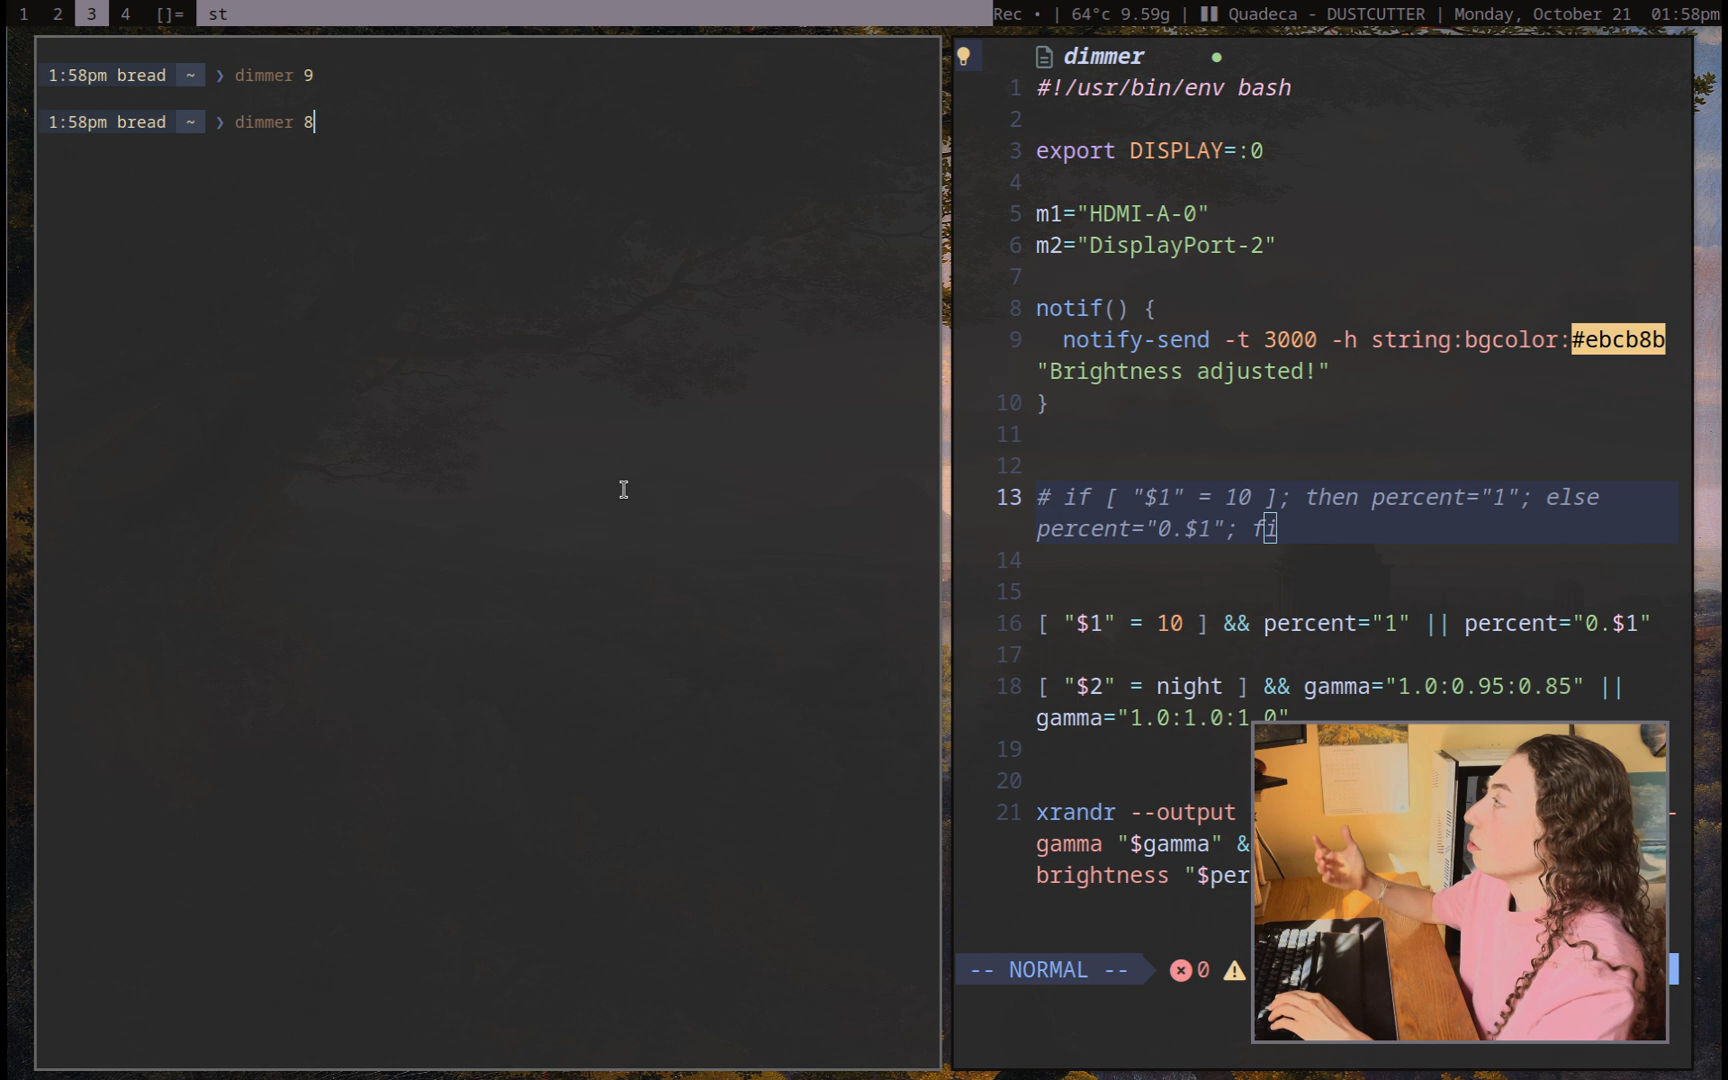 1 2 3 4 []= st Rec • | 64°c 9.59g | ▮▮ Quadeca - DUSTCUTTER | Monday, October 21 01:58pm
1:58pm bread ~ ❯ dimmer 9
1:58pm bread ~ ❯ dimmer 8
dimmer ●
1 #!/usr/bin/env bash
2
3 export DISPLAY=:0
4
5 m1="HDMI-A-0"
6 m2="DisplayPort-2"
7
8 notif() {
9 notify-send -t 3000 -h string:bgcolor:#ebcb8b
"Brightness adjusted!"
10 }
11
12
13 # if [ "$1" = 10 ]; then percent="1"; else
percent="0.$1"; fi
14
15
16 [ "$1" = 10 ] && percent="1" || percent="0.$1"
17
18 [ "$2" = night ] && gamma="1.0:0.95:0.85" ||
gamma="1.0:1.0:1.0"
19
20
21 xrandr --output -
gamma "$gamma" &
brightness "$per
-- NORMAL -- 0